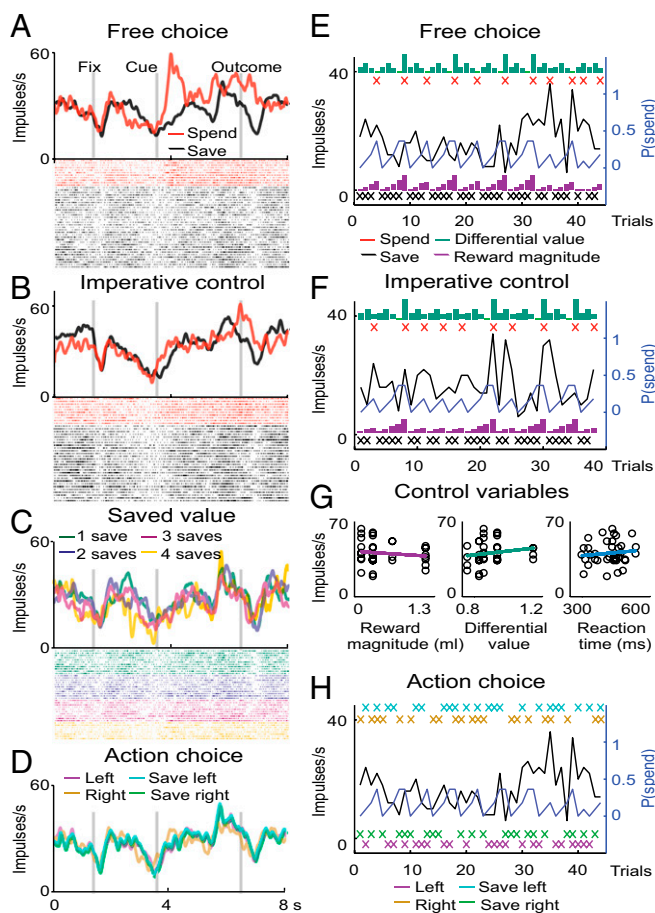 A
Free choice
60
Impulses/s
0
Fix
Cue
Outcome
Spend
Save
B
Imperative control
60
Impulses/s
0
C
Saved value
1 save
3 saves
2 saves
4 saves
60
Impulses/s
0
D
Action choice
Left
Save left
Right
Save right
60
Impulses/s
0
0
4
8 s
E
Free choice
40
Impulses/s
0
1
0.5
0
P(spend)
0
10
20
30
40
Trials
Spend
Differential value
Save
Reward magnitude
F
Imperative control
40
Impulses/s
0
1
0.5
0
P(spend)
0
10
20
30
40
Trials
G
Control variables
70
Impulses/s
0
0
1.3
Reward
magnitude (ml)
70
0
0.8
1.2
Differential
value
70
0
300
600
Reaction
time (ms)
H
Action choice
40
Impulses/s
0
1
0.5
0
P(spend)
0
10
20
30
40
Trials
Left
Save left
Right
Save right